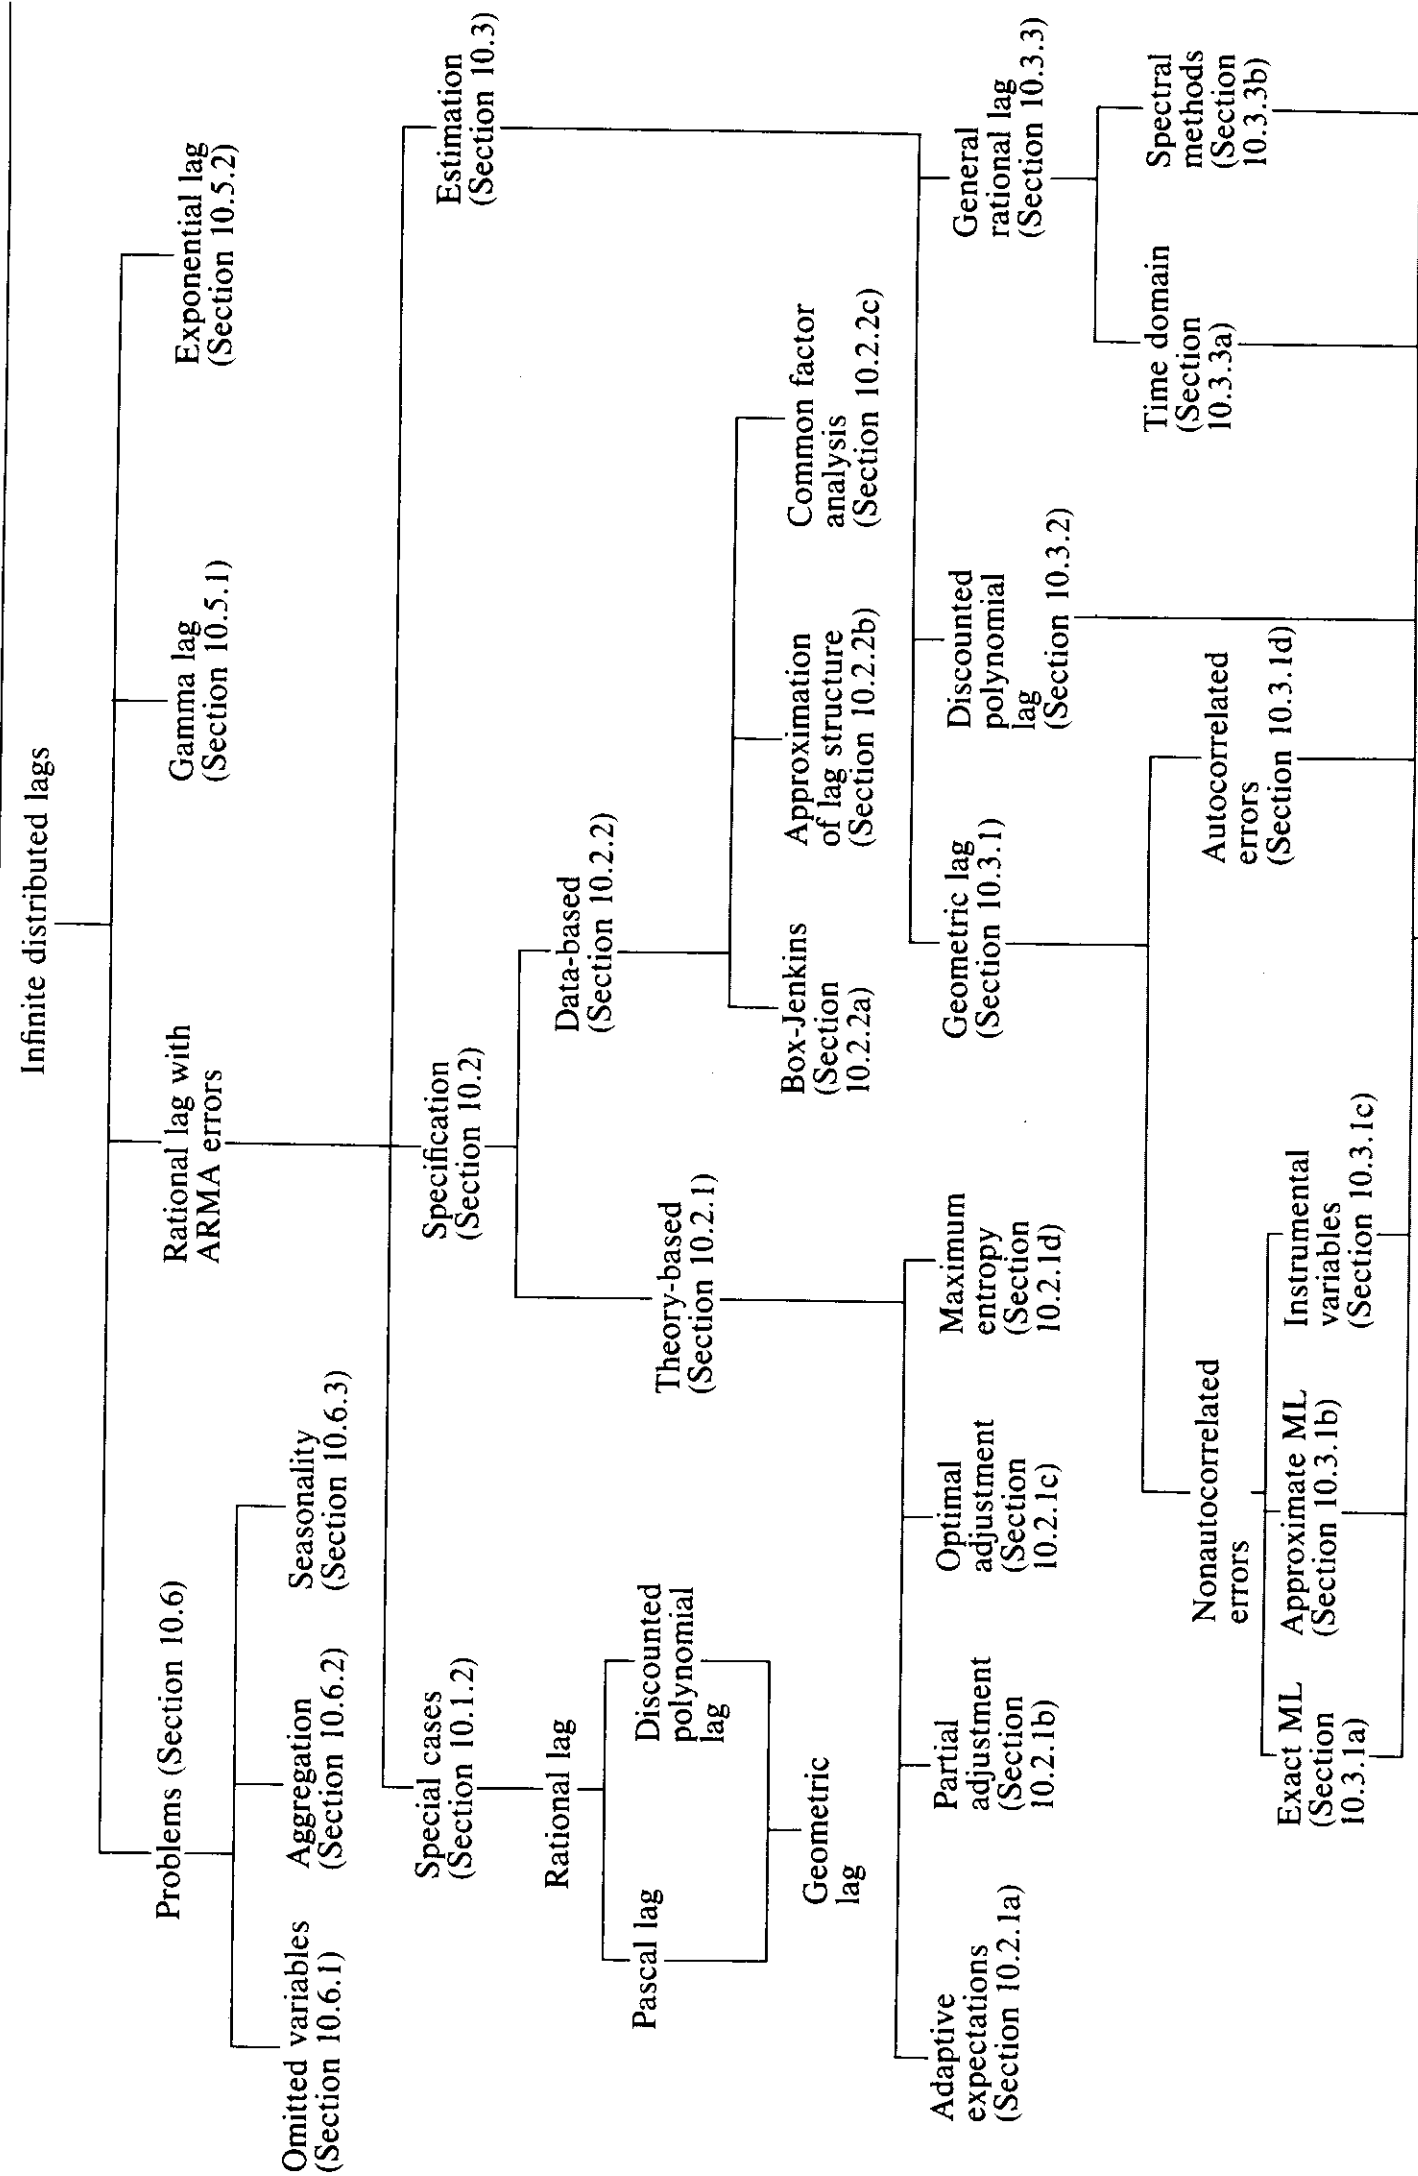 Infinite distributed lags
Problems (Section 10.6)
Rational lag with
ARMA errors
Gamma lag
(Section 10.5.1)
Exponential lag
(Section 10.5.2)
Omitted variables
(Section 10.6.1)
Aggregation
(Section 10.6.2)
Seasonality
(Section 10.6.3)
Special cases
(Section 10.1.2)
Specification
(Section 10.2)
Estimation
(Section 10.3)
Rational lag
Pascal lag
Discounted
polynomial
lag
Geometric
lag
Theory-based
(Section 10.2.1)
Data-based
(Section 10.2.2)
Box-Jenkins
(Section
10.2.2a)
Approximation
of lag structure
(Section 10.2.2b)
Common factor
analysis
(Section 10.2.2c)
Adaptive
expectations
(Section 10.2.1a)
Partial
adjustment
(Section
10.2.1b)
Optimal
adjustment
(Section
10.2.1c)
Maximum
entropy
(Section
10.2.1d)
Geometric lag
(Section 10.3.1)
Discounted
polynomial
lag
(Section 10.3.2)
General
rational lag
(Section 10.3.3)
Time domain
(Section
10.3.3a)
Spectral
methods
(Section
10.3.3b)
Nonautocorrelated
errors
Autocorrelated
errors
(Section 10.3.1d)
Exact ML
(Section
10.3.1a)
Approximate ML
(Section 10.3.1b)
Instrumental
variables
(Section 10.3.1c)